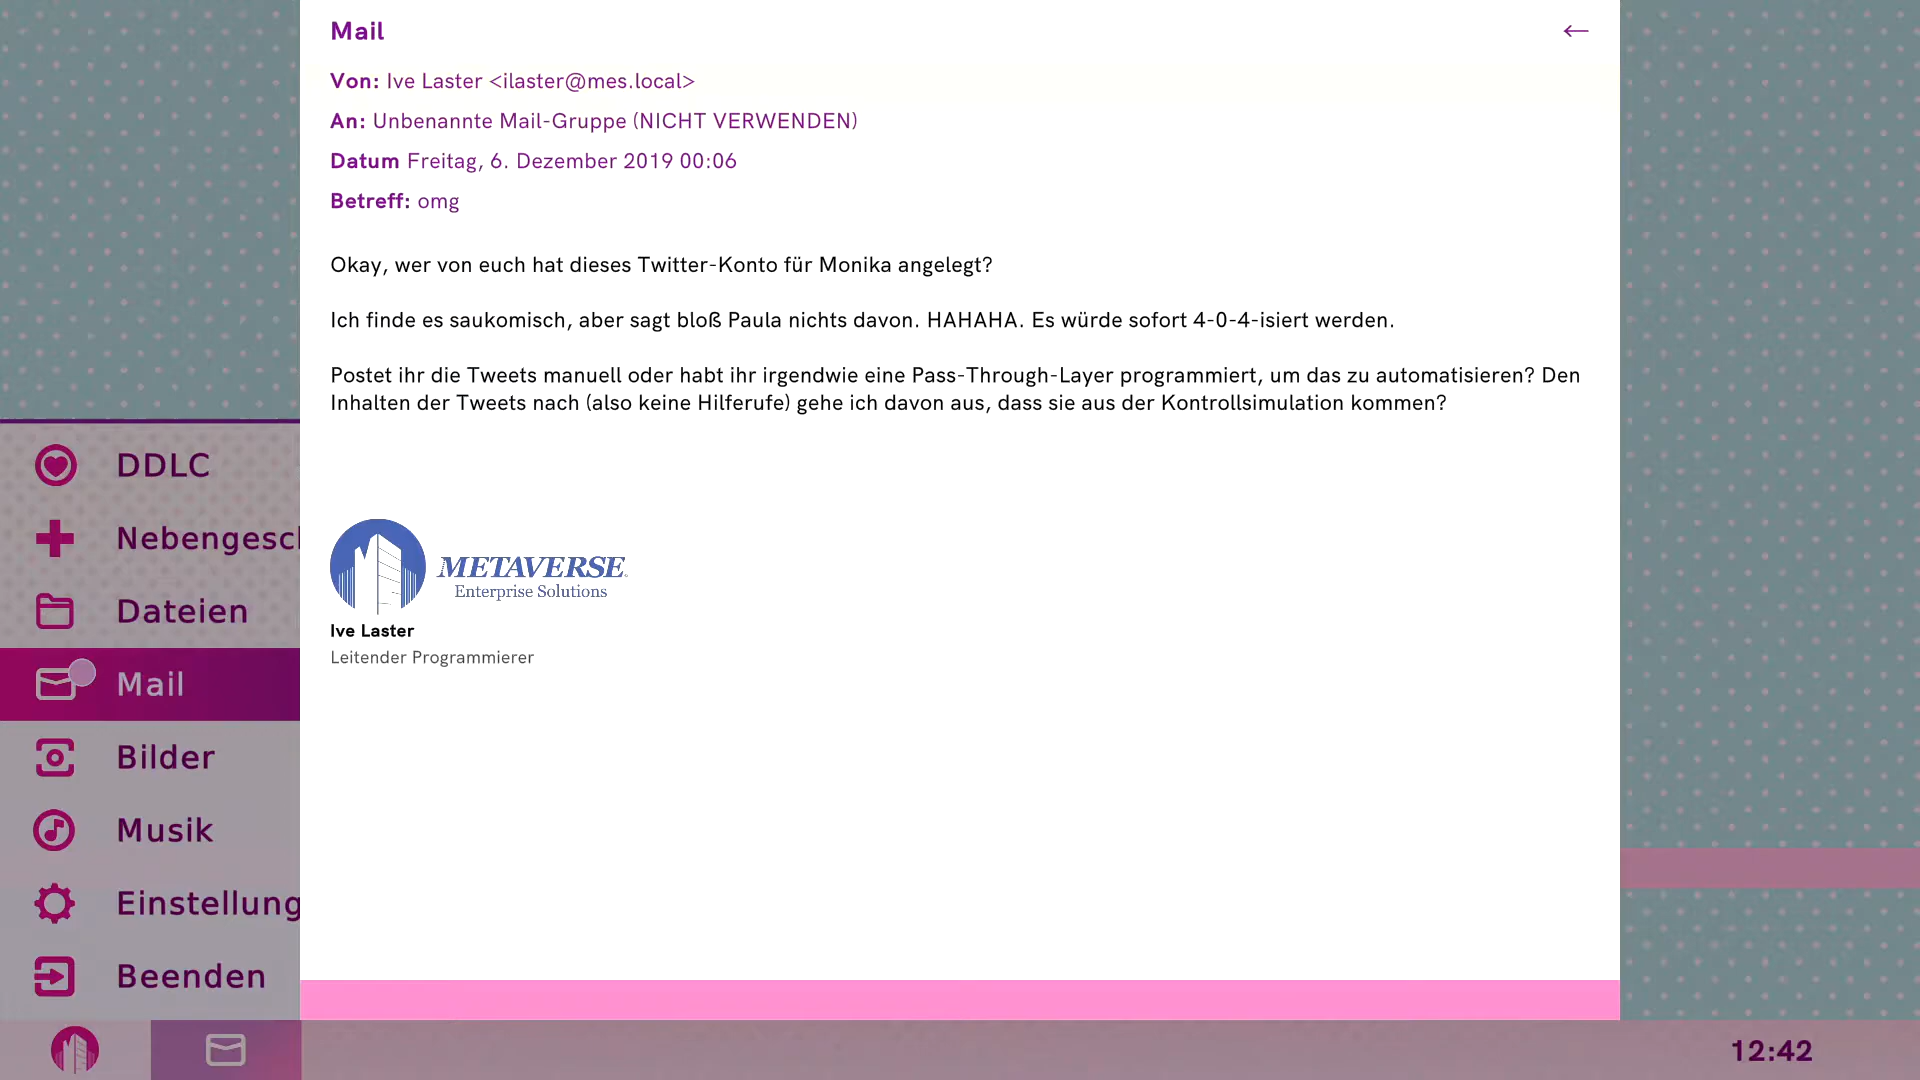 Mail
←
Von: Ive Laster <ilaster@mes.local>
An: Unbenannte Mail-Gruppe (NICHT VERWENDEN)
Datum Freitag, 6. Dezember 2019 00:06
Betreff: omg
Okay, wer von euch hat dieses Twitter-Konto für Monika angelegt?
Ich finde es saukomisch, aber sagt bloß Paula nichts davon. HAHAHA. Es würde sofort 4-0-4-isiert werden.
Postet ihr die Tweets manuell oder habt ihr irgendwie eine Pass-Through-Layer programmiert, um das zu automatisieren? Den
Inhalten der Tweets nach (also keine Hilferufe) gehe ich davon aus, dass sie aus der Kontrollsimulation kommen?
METAVERSE
Enterprise Solutions
Ive Laster
Leitender Programmierer
DDLC
Nebengescl
Dateien
Mail
Bilder
Musik
Einstellung
Beenden
12:42